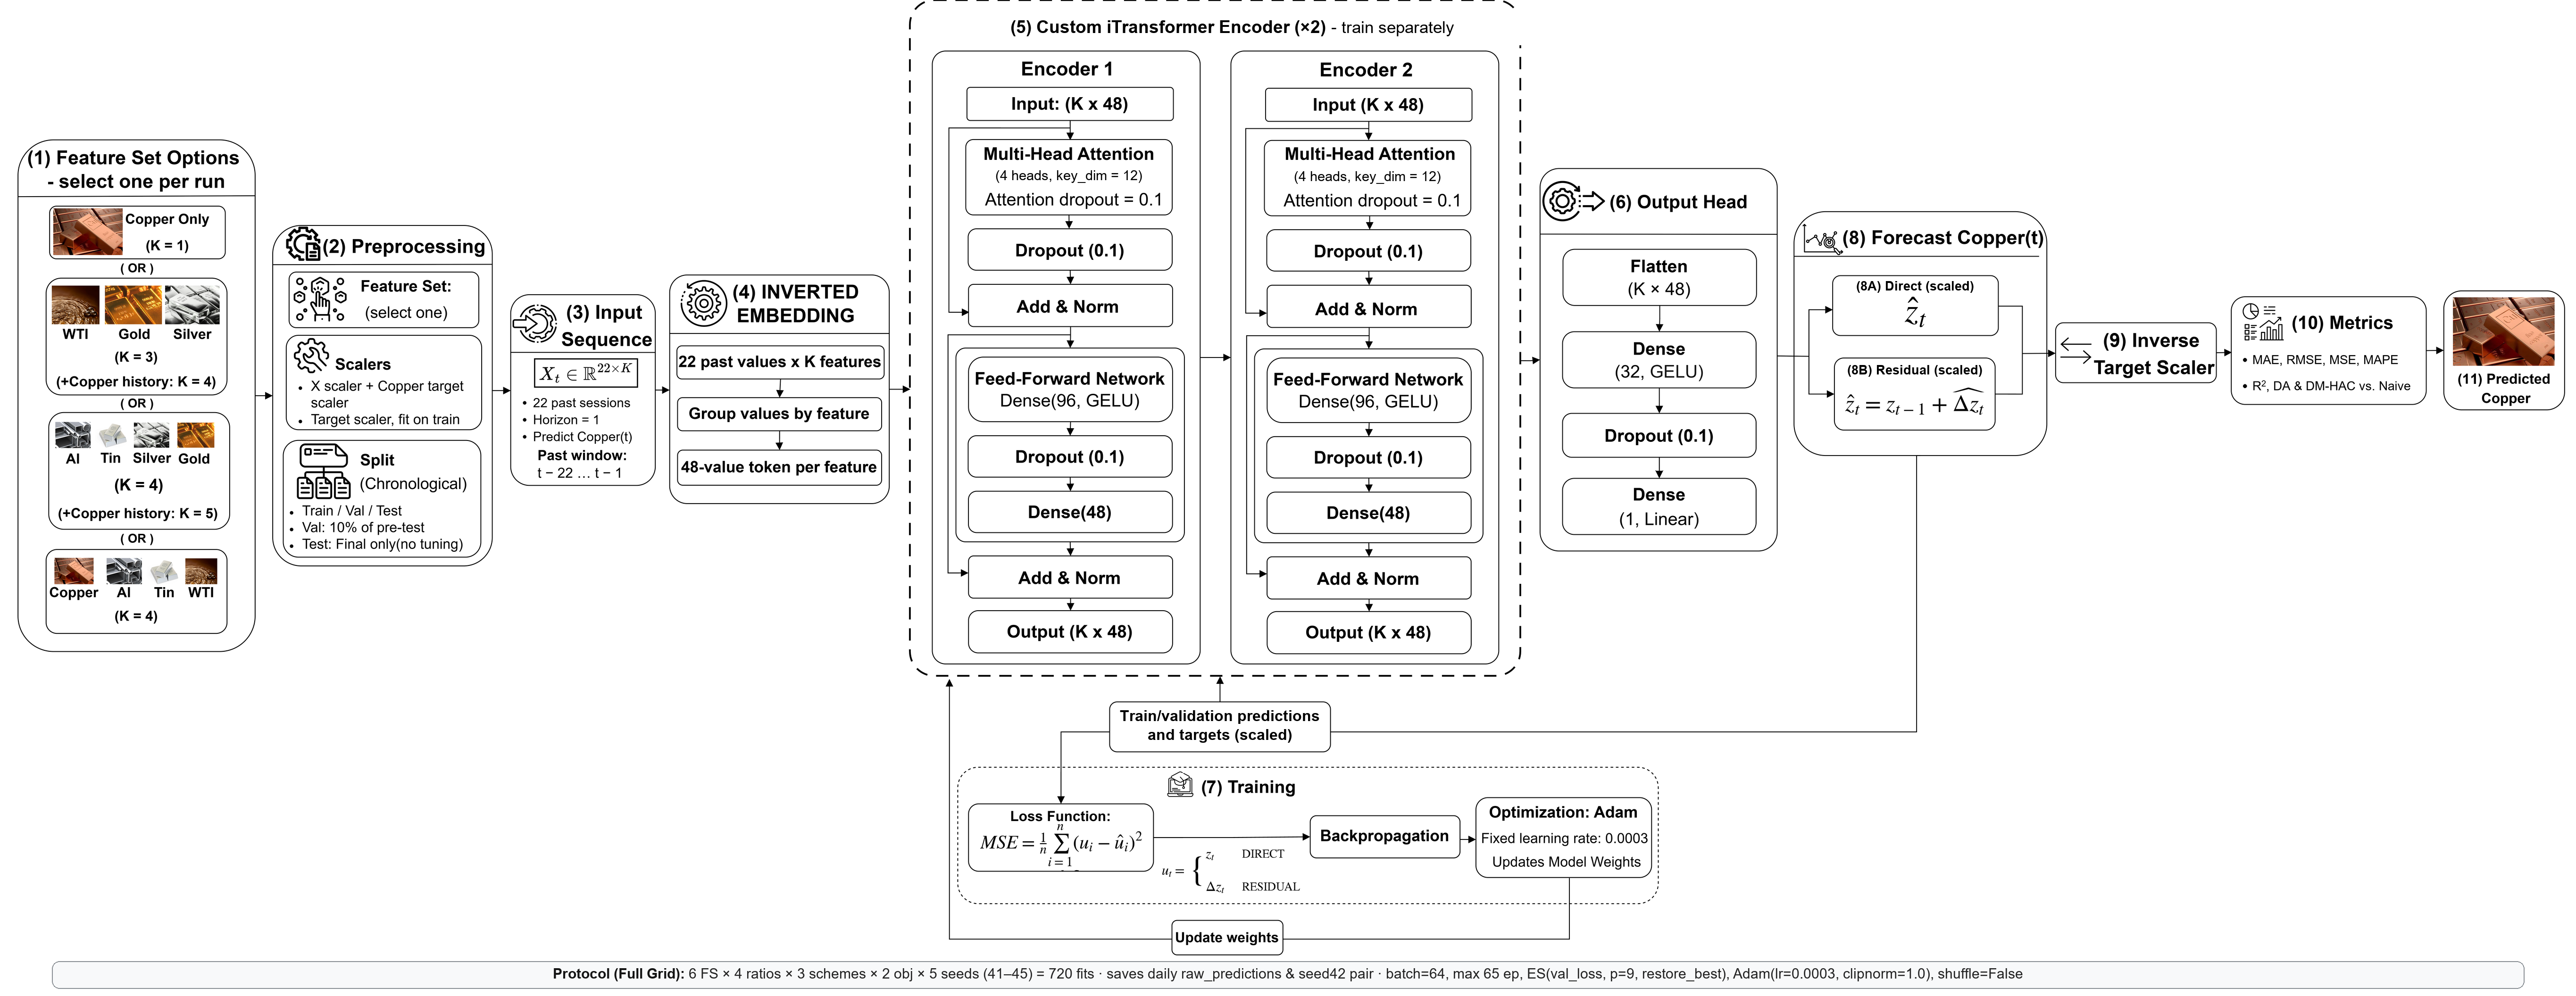 (1) Feature Set Options
- select one per run
Copper Only
(K = 1)
( OR )
WTI Gold Silver
(K = 3)
(+Copper history: K = 4)
( OR )
Al Tin Silver Gold
(K = 4)
(+Copper history: K = 5)
( OR )
Copper Al Tin WTI
(K = 4)
(2) Preprocessing
Feature Set:
(select one)
Scalers
• X scaler + Copper target
scaler
• Target scaler, fit on train
Split
(Chronological)
• Train / Val / Test
• Val: 10% of pre-test
• Test: Final only(no tuning)
(3) Input
Sequence
X_t ∈ ℝ^{22×K}
• 22 past sessions
• Horizon = 1
• Predict Copper(t)
Past window:
t − 22 … t − 1
(4) INVERTED
EMBEDDING
22 past values x K features
Group values by feature
48-value token per feature
(5) Custom iTransformer Encoder (×2) - train separately
Encoder 1
Input: (K x 48)
Multi-Head Attention
(4 heads, key_dim = 12)
Attention dropout = 0.1
Dropout (0.1)
Add & Norm
Feed-Forward Network
Dense(96, GELU)
Dropout (0.1)
Dense(48)
Add & Norm
Output (K x 48)
Encoder 2
Input (K x 48)
Multi-Head Attention
(4 heads, key_dim = 12)
Attention dropout = 0.1
Dropout (0.1)
Add & Norm
Feed-Forward Network
Dense(96, GELU)
Dropout (0.1)
Dense(48)
Add & Norm
Output (K x 48)
(6) Output Head
Flatten
(K × 48)
Dense
(32, GELU)
Dropout (0.1)
Dense
(1, Linear)
(8) Forecast Copper(t)
(8A) Direct (scaled)
ẑ_t
(8B) Residual (scaled)
ẑ_t = z_{t−1} + \widehat{Δz_t}
(9) Inverse
Target Scaler
(10) Metrics
• MAE, RMSE, MSE, MAPE
• R², DA & DM-HAC vs. Naive
(11) Predicted
Copper
Train/validation predictions
and targets (scaled)
(7) Training
Loss Function:
MSE = \frac{1}{n} \sum_{i=1}^{n} (u_i − û_i)²
u_t = { z_t DIRECT
Δz_t RESIDUAL
Backpropagation
Optimization: Adam
Fixed learning rate: 0.0003
Updates Model Weights
Update weights
Protocol (Full Grid): 6 FS × 4 ratios × 3 schemes × 2 obj × 5 seeds (41–45) = 720 fits · saves daily raw_predictions & seed42 pair · batch=64, max 65 ep, ES(val_loss, p=9, restore_best), Adam(lr=0.0003, clipnorm=1.0), shuffle=False